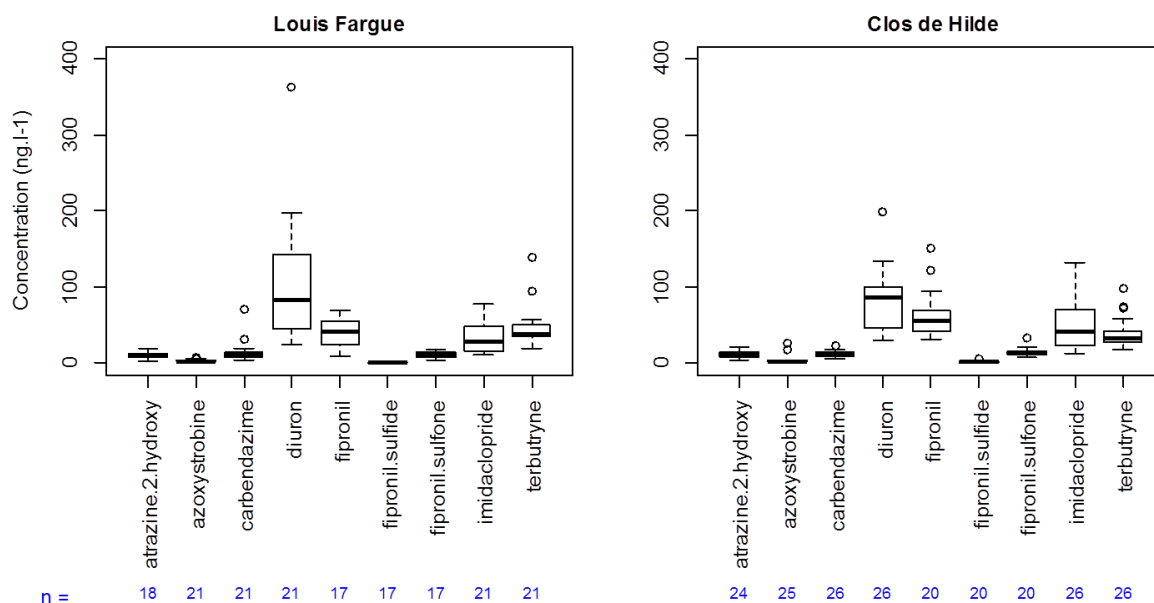 Louis Fargue
Clos de Hilde
Concentration (ng.l-1)
400
300
200
100
0
400
300
200
100
0
atrazine.2.hydroxy
azoxystrobine
carbendazime
diuron
fipronil
fipronil.sulfide
fipronil.sulfone
imidaclopride
terbutryne
atrazine.2.hydroxy
azoxystrobine
carbendazime
diuron
fipronil
fipronil.sulfide
fipronil.sulfone
imidaclopride
terbutryne
n = 18 21 21 21 17 17 17 21 21 24 25 26 26 20 20 20 26 26